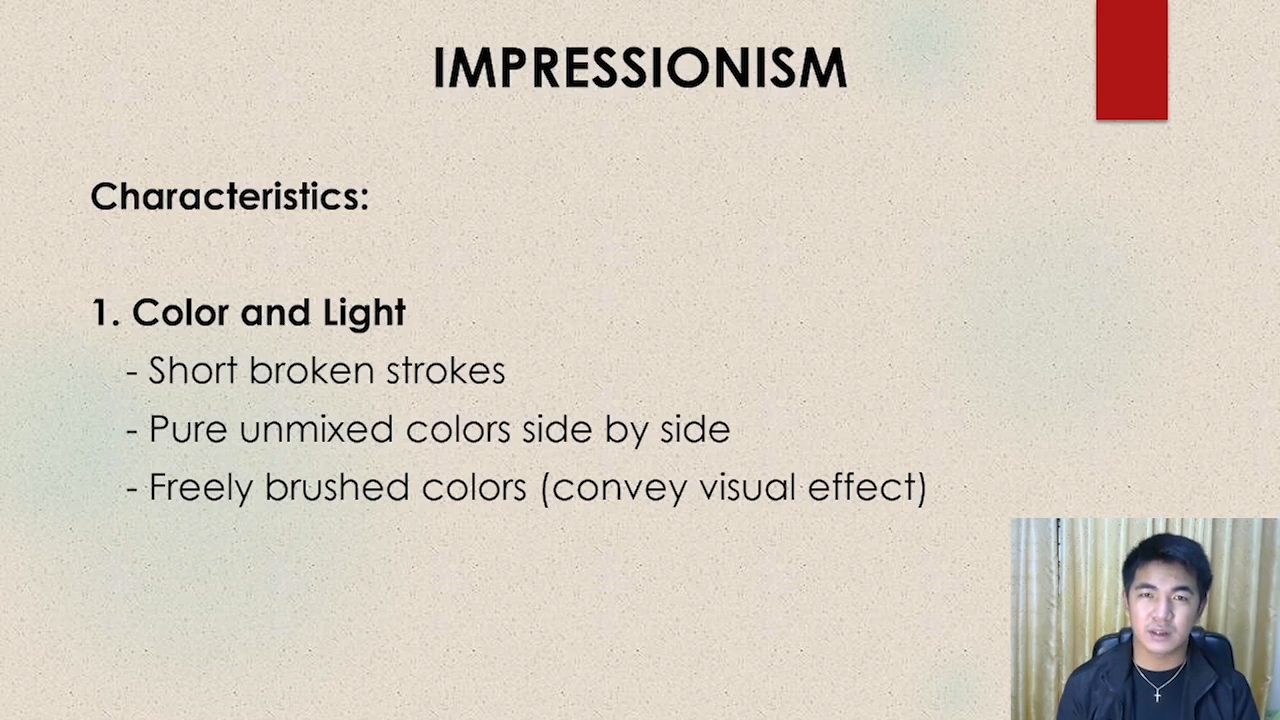 IMPRESSIONISM
Characteristics:
1. Color and Light
- Short broken strokes
- Pure unmixed colors side by side
- Freely brushed colors (convey visual effect)